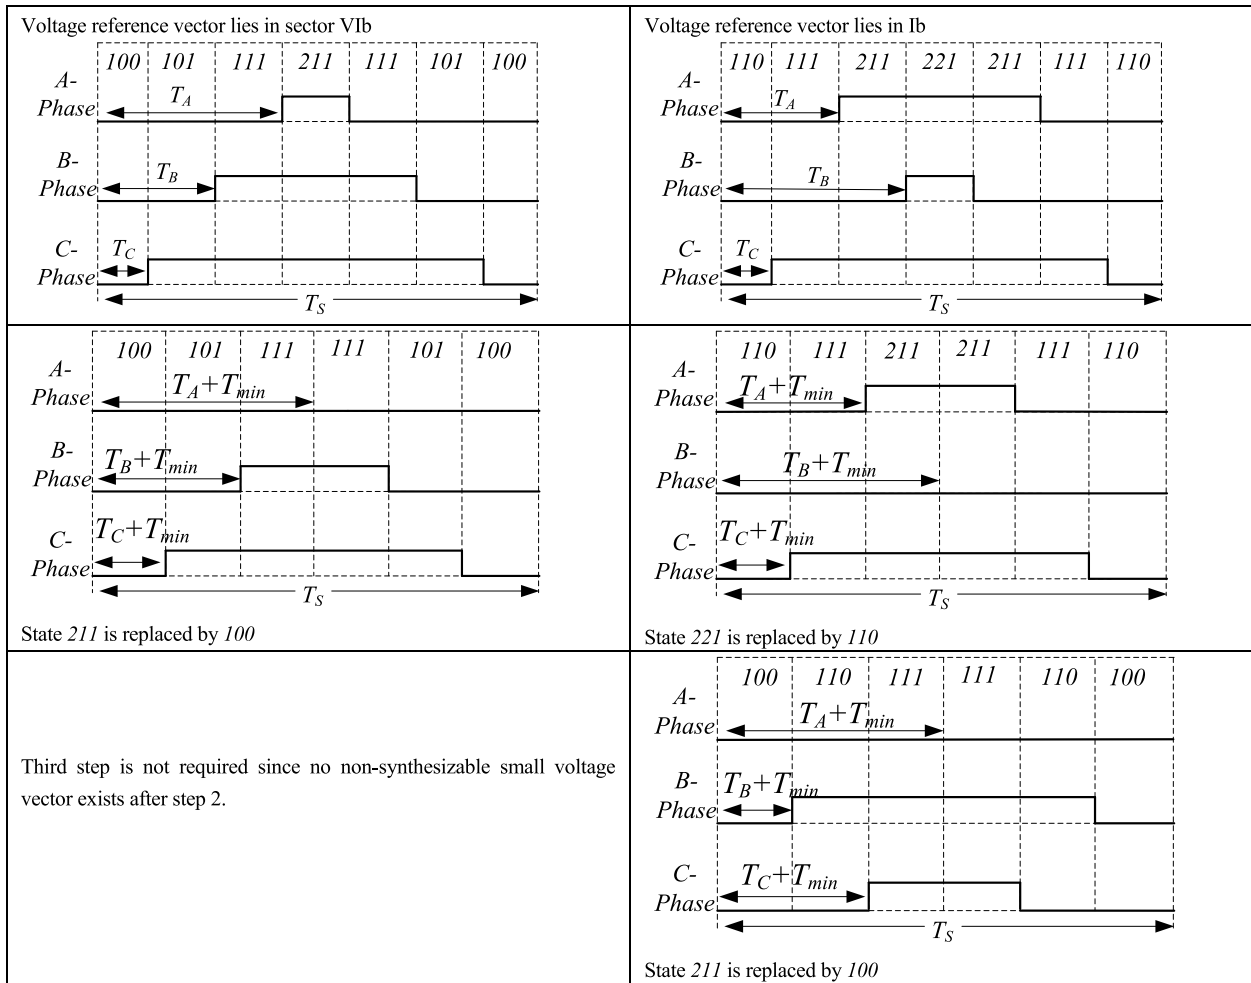 Voltage reference vector lies in sector VIb
100 101 111 211 111 101 100
A-
Phase
T_A
B-
Phase
T_B
C-
Phase
T_C
T_S
Voltage reference vector lies in Ib
110 111 211 221 211 111 110
A-
Phase
T_A
B-
Phase
T_B
C-
Phase
T_C
T_S
100 101 111 111 101 100
A-
Phase
T_A+T_min
B-
Phase
T_B+T_min
C-
Phase
T_C+T_min
T_S
State 211 is replaced by 100
110 111 211 211 111 110
A-
Phase
T_A+T_min
B-
Phase
T_B+T_min
C-
Phase
T_C+T_min
T_S
State 221 is replaced by 110
Third step is not required since no non-synthesizable small voltage
vector exists after step 2.
100 110 111 111 110 100
A-
Phase
T_A+T_min
B-
Phase
T_B+T_min
C-
Phase
T_C+T_min
T_S
State 211 is replaced by 100